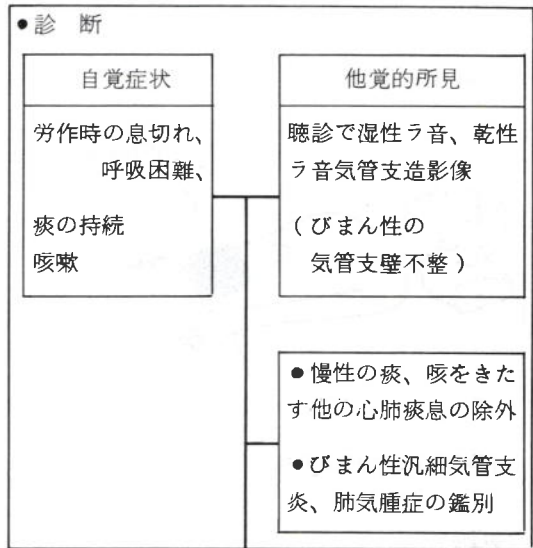 ●診 断
自覚症状
労作時の息切れ、
呼吸困難、
痰の持続
咳嗽
他覚的所見
聴診で湿性ラ音、乾性
ラ音気管支造影像
(びまん性の
気管支壁不整)
●慢性の痰、咳をきた
す他の心肺痰息の除外
●びまん性汎細気管支
炎、肺気腫症の鑑別